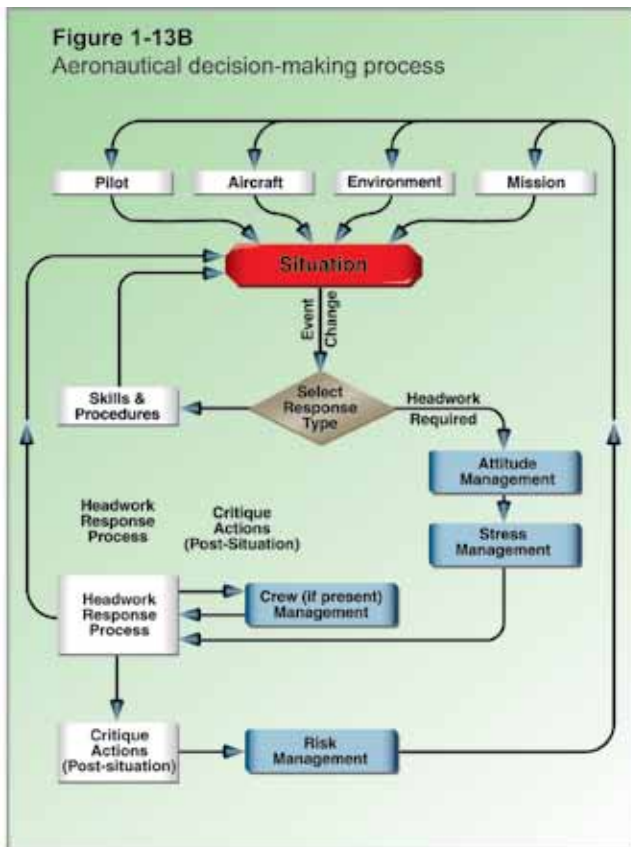 Figure 1-13B
Aeronautical decision-making process
Pilot
Aircraft
Environment
Mission
Situation
Event
Change
Select
Response
Type
Skills &
Procedures
Headwork
Required
Attitude
Management
Stress
Management
Headwork
Response
Process
Critique
Actions
(Post-Situation)
Headwork
Response
Process
Crew (if present)
Management
Critique
Actions
(Post-situation)
Risk
Management